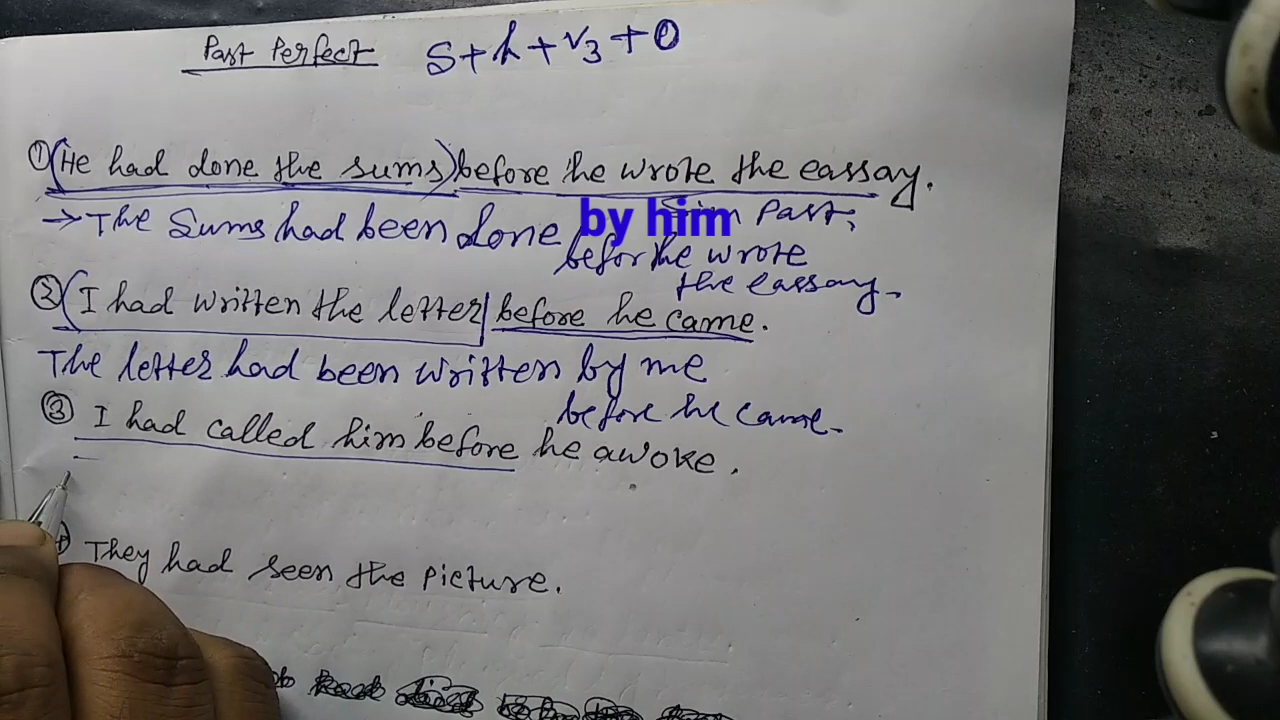 Past Perfect S+h+V3+O
① (He had done the sums) before he wrote the eassay.
→ The Sums had been done by him Sim Past;
before he wrote
the eassay.
② (I had written the letter before he came.
The letter had been written by me
before he came.
③ I had called him before he awoke.
They had seen the picture.